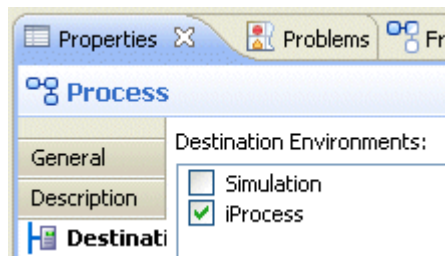 Properties Problems Fr
Process
General
Description
Destinati
Destination Environments:
Simulation
iProcess